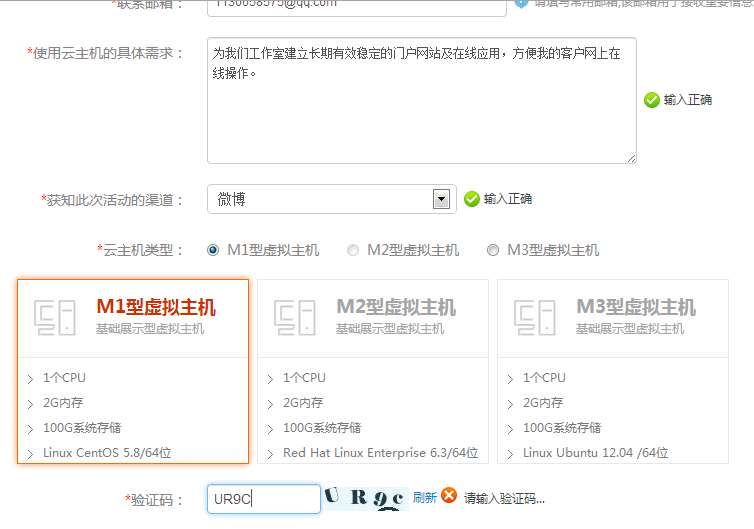 *联系邮箱：
1130658575@qq.com
请填写常用邮箱,该邮箱用于接收重要信息
*使用云主机的具体需求：
为我们工作室建立长期有效稳定的门户网站及在线应用，方便我的客户网上在
线操作。
输入正确
*获知此次活动的渠道：
微博
输入正确
*云主机类型：
M1型虚拟主机
M2型虚拟主机
M3型虚拟主机
M1型虚拟主机
基础展示型虚拟主机
1个CPU
2G内存
100G系统存储
Linux CentOS 5.8/64位
M2型虚拟主机
基础展示型虚拟主机
1个CPU
2G内存
100G系统存储
Red Hat Linux Enterprise 6.3/64位
M3型虚拟主机
基础展示型虚拟主机
1个CPU
2G内存
100G系统存储
Linux Ubuntu 12.04 /64位
*验证码：
UR9C
U R 9 c
刷新
请输入验证码...